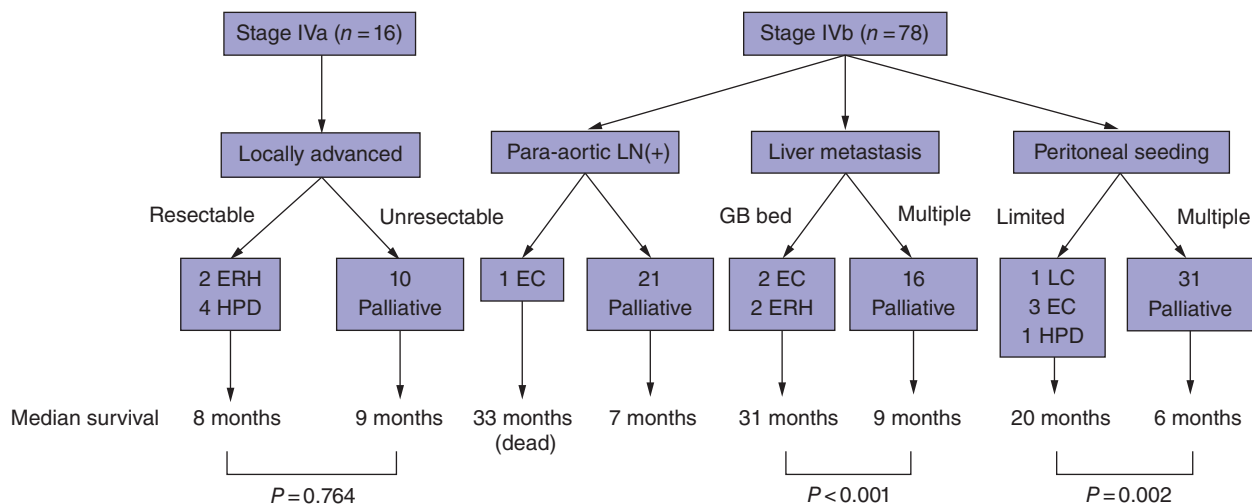 Stage IVa (n = 16)
Stage IVb (n = 78)
Locally advanced
Para-aortic LN(+)
Liver metastasis
Peritoneal seeding
Resectable
Unresectable
GB bed
Multiple
Limited
Multiple
2 ERH
4 HPD
10
Palliative
1 EC
21
Palliative
2 EC
2 ERH
16
Palliative
1 LC
3 EC
1 HPD
31
Palliative
Median survival
8 months
9 months
33 months
(dead)
7 months
31 months
9 months
20 months
6 months
P = 0.764
P < 0.001
P = 0.002